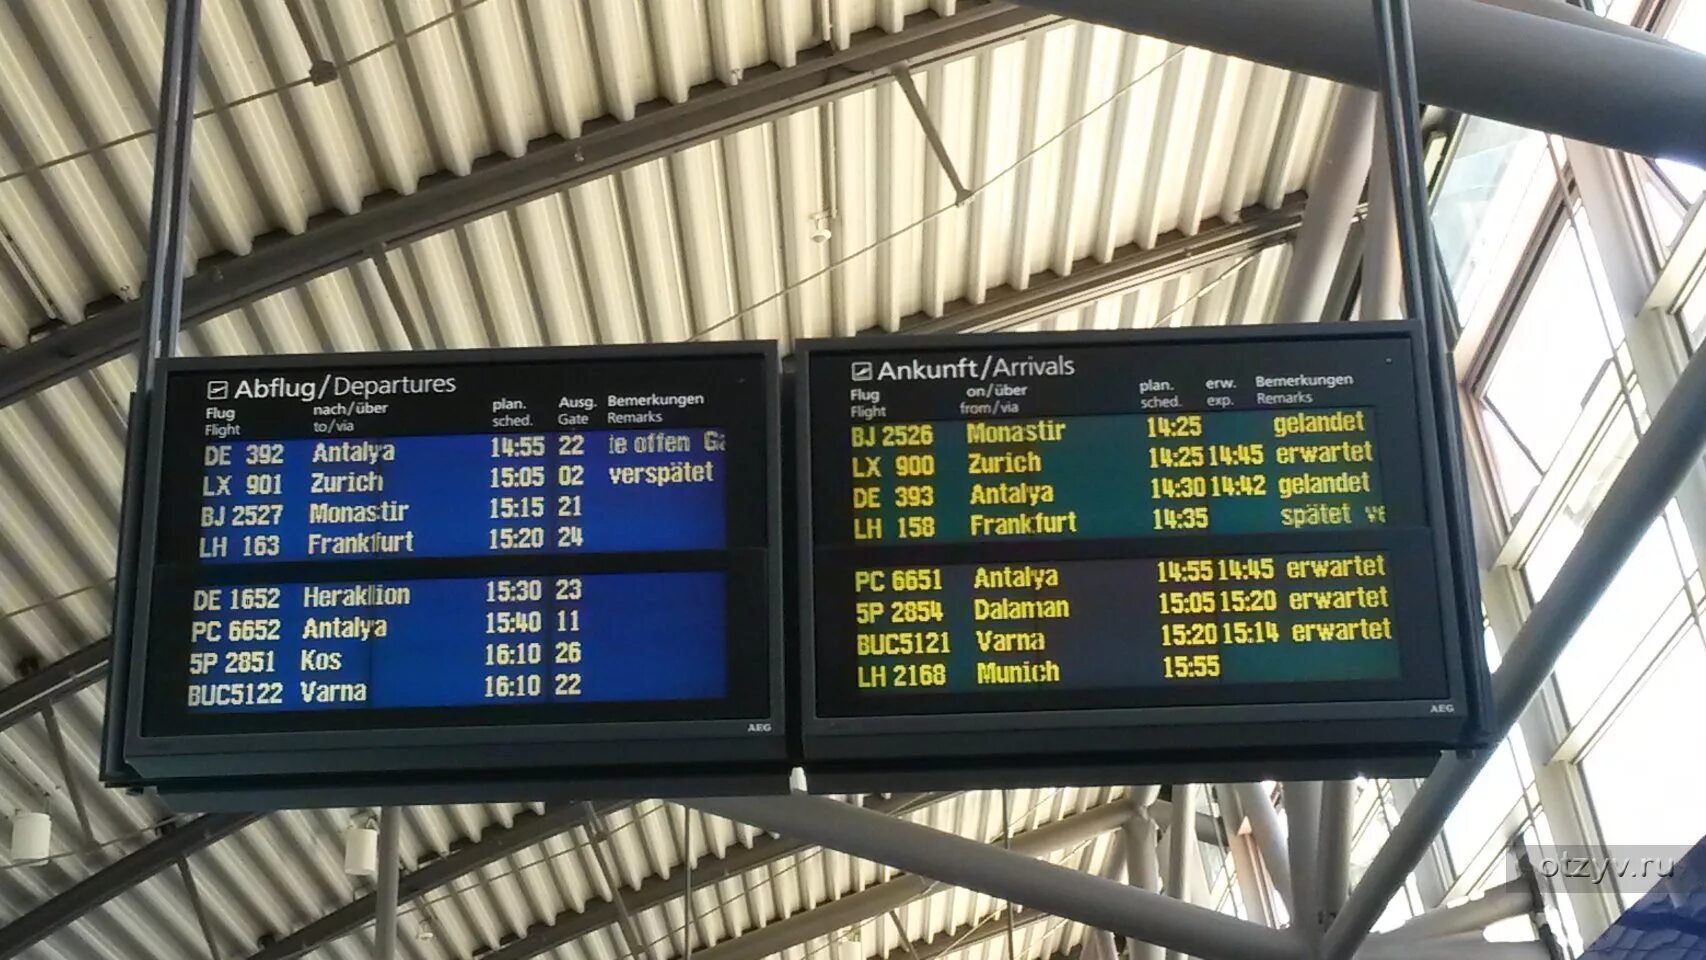 Abflug/Departures
Flug nach/über plan. Ausg. Bemerkungen
Flight to/via sched. Gate Remarks
DE 392 Antalya 14:55 22 te offen
LX 901 Zurich 15:05 02 verspätet
BJ 2527 Monastir 15:15 21
LH 163 Frankfurt 15:20 24
DE 1652 Heraklion 15:30 23
PC 6652 Antalya 15:40 11
5P 2851 Kos 16:10 26
BUC5122 Varna 16:10 22
AEG
Ankunft/Arrivals
Flug on/über plan. erw. Bemerkungen
Flight from/via sched. exp. Remarks
BJ 2526 Monastir 14:25 gelandet
LX 900 Zurich 14:25 14:45 erwartet
DE 393 Antalya 14:30 14:42 gelandet
LH 158 Frankfurt 14:35 spätet
PC 6651 Antalya 14:55 14:45 erwartet
5P 2854 Dalaman 15:05 15:20 erwartet
BUC5121 Varna 15:20 15:14 erwartet
LH 2168 Munich 15:55
AEG
otzyv.ru